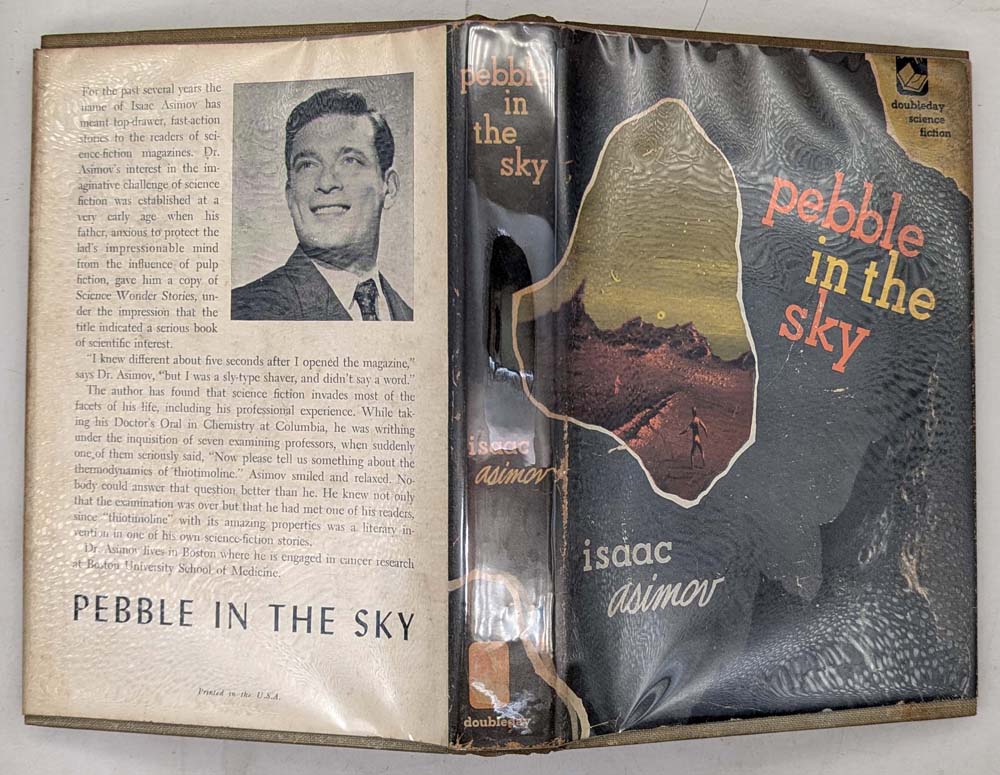 For the past several years the
name of Isaac Asimov has
meant top-drawer, fast-action
stories to the readers of sci-
ence-fiction magazines. Dr.
Asimov's interest in the im-
aginative challenge of science
fiction was established at a
very early age when his
father, anxious to protect the
lad's impressionable mind
from the influence of pulp
fiction, gave him a copy of
Science Wonder Stories, un-
der the impression that the
title indicated a serious book
of scientific interest.
"I knew different about five seconds after I opened the magazine,"
says Dr. Asimov, "but I was a sly-type shaver, and didn't say a word."
The author has found that science fiction invades most of the
facets of his life, including his professional experience. While tak-
ing his Doctor's Oral in Chemistry at Columbia, he was writhing
under the inquisition of seven examining professors, when suddenly
one of them seriously said, "Now please tell us something about the
thermodynamics of thiotimoline." Asimov smiled and relaxed. No-
body could answer that question better than he. He knew not only
that the examination was over but that he had met one of his readers,
since "thiotimoline" with its amazing properties was a literary in-
vention in one of his own science-fiction stories.
Dr. Asimov lives in Boston where he is engaged in cancer research
at Boston University School of Medicine.
PEBBLE IN THE SKY
Printed in the U.S.A.
pebble
in
the
sky
isaac
asimov
doubleday
doubleday
science
fiction
pebble
in the
sky
isaac
asimov